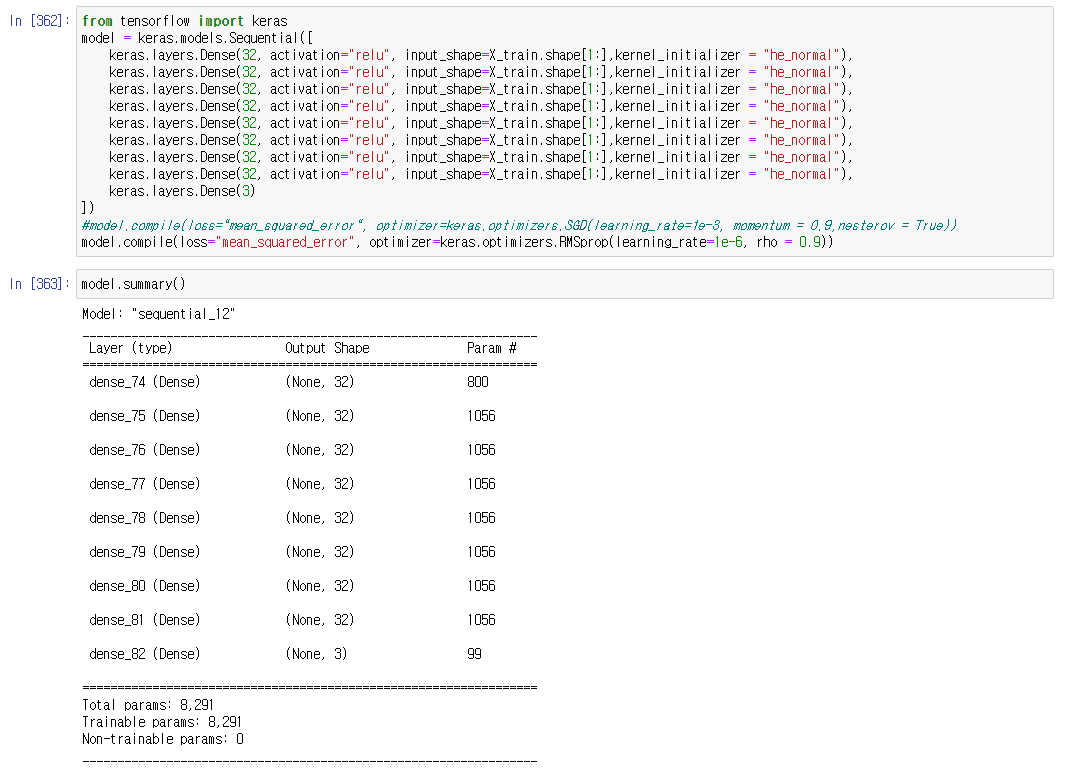 In [362]: from tensorflow import keras
model = keras.models.Sequential([
    keras.layers.Dense(32, activation="relu", input_shape=X_train.shape[1:],kernel_initializer = "he_normal"),
    keras.layers.Dense(32, activation="relu", input_shape=X_train.shape[1:],kernel_initializer = "he_normal"),
    keras.layers.Dense(32, activation="relu", input_shape=X_train.shape[1:],kernel_initializer = "he_normal"),
    keras.layers.Dense(32, activation="relu", input_shape=X_train.shape[1:],kernel_initializer = "he_normal"),
    keras.layers.Dense(32, activation="relu", input_shape=X_train.shape[1:],kernel_initializer = "he_normal"),
    keras.layers.Dense(32, activation="relu", input_shape=X_train.shape[1:],kernel_initializer = "he_normal"),
    keras.layers.Dense(32, activation="relu", input_shape=X_train.shape[1:],kernel_initializer = "he_normal"),
    keras.layers.Dense(32, activation="relu", input_shape=X_train.shape[1:],kernel_initializer = "he_normal"),
    keras.layers.Dense(3)
])
#model.compile(loss="mean_squared_error", optimizer=keras.optimizers.SGD(learning_rate=1e-3, momentum = 0.9,nesterov = True))
model.compile(loss="mean_squared_error", optimizer=keras.optimizers.RMSprop(learning_rate=1e-6, rho = 0.9))
In [363]: model.summary()
Model: "sequential_12"
_________________________________________________________________
Layer (type) Output Shape Param #
=================================================================
dense_74 (Dense) (None, 32) 800
dense_75 (Dense) (None, 32) 1056
dense_76 (Dense) (None, 32) 1056
dense_77 (Dense) (None, 32) 1056
dense_78 (Dense) (None, 32) 1056
dense_79 (Dense) (None, 32) 1056
dense_80 (Dense) (None, 32) 1056
dense_81 (Dense) (None, 32) 1056
dense_82 (Dense) (None, 3) 99
=================================================================
Total params: 8,291
Trainable params: 8,291
Non-trainable params: 0
_________________________________________________________________